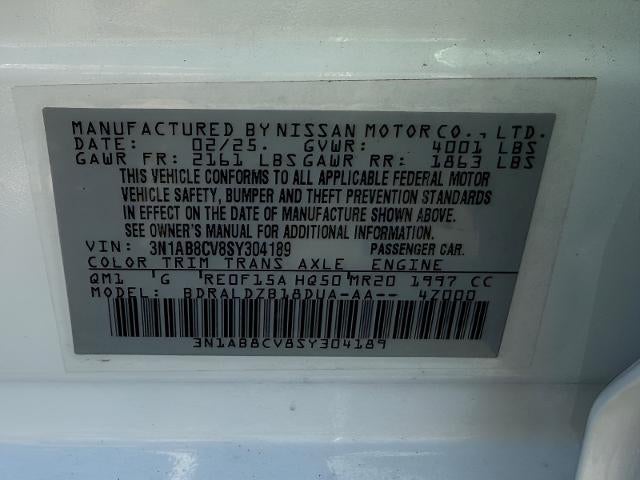 MANUFACTURED BY NISSAN MOTOR CO., LTD.
DATE: 02/25. GVWR: 4001 LBS
GAWR FR: 2161 LBS GAWR RR: 1863 LBS
THIS VEHICLE CONFORMS TO ALL APPLICABLE FEDERAL MOTOR
VEHICLE SAFETY, BUMPER AND THEFT PREVENTION STANDARDS
IN EFFECT ON THE DATE OF MANUFACTURE SHOWN ABOVE.
SEE OWNER'S MANUAL FOR ADDITIONAL INFORMATION.
VIN: 3N1AB8CV8SY304189 PASSENGER CAR.
COLOR TRIM TRANS AXLE ENGINE
QM1 G RE0F15A HQ50 MR20 1997 CC
MODEL: BDRALDZB18DUA-AA-- 47000
3N1AB8CV8SY304189